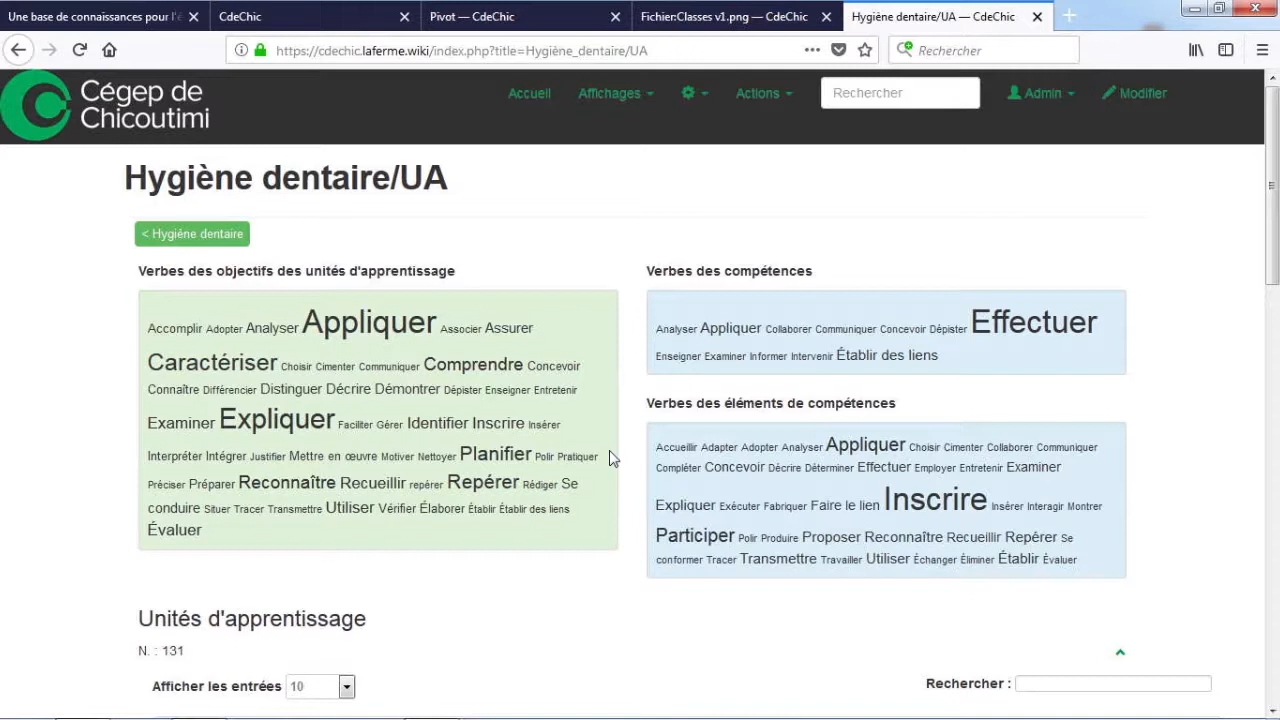 Une base de connaissances pour l'é
CdeChic
Pivot — CdeChic
Fichier:Classes v1.png — CdeChic
Hygiène dentaire/UA — CdeChic
https://cdechic.laferme.wiki/index.php?title=Hygiène_dentaire/UA
Rechercher
Cégep de
Chicoutimi
Accueil
Affichages
Actions
Rechercher
Admin
Modifier
Hygiène dentaire/UA
< Hygiéne dentaire
Verbes des objectifs des unités d'apprentissage
Accomplir Adopter Analyser Appliquer Associer Assurer
Caractériser Choisir Cimenter Communiquer Comprendre Concevoir
Connaître Différencier Distinguer Décrire Démontrer Dépister Enseigner Entretenir
Examiner Expliquer Faciliter Gérer Identifier Inscrire Insérer
Interpréter Intégrer Justifier Mettre en œuvre Motiver Nettoyer Planifier Polir Pratiquer
Préciser Préparer Reconnaître Recueillir repérer Repérer Rédiger Se
conduire Situer Tracer Transmettre Utiliser Vérifier Élaborer Établir Établir des liens
Évaluer
Verbes des compétences
Analyser Appliquer Collaborer Communiquer Concevoir Dépister Effectuer
Enseigner Examiner Informer Intervenir Établir des liens
Verbes des éléments de compétences
Accueillir Adapter Adopter Analyser Appliquer Choisir Cimenter Collaborer Communiquer
Compléter Concevoir Décrire Déterminer Effectuer Employer Entretenir Examiner
Expliquer Exécuter Fabriquer Faire le lien Inscrire Insérer Interagir Montrer
Participer Polir Produire Proposer Reconnaître Recueillir Repérer Se
conformer Tracer Transmettre Travailler Utiliser Échanger Éliminer Établir Évaluer
Unités d'apprentissage
N. : 131
Afficher les entrées 10
Rechercher :